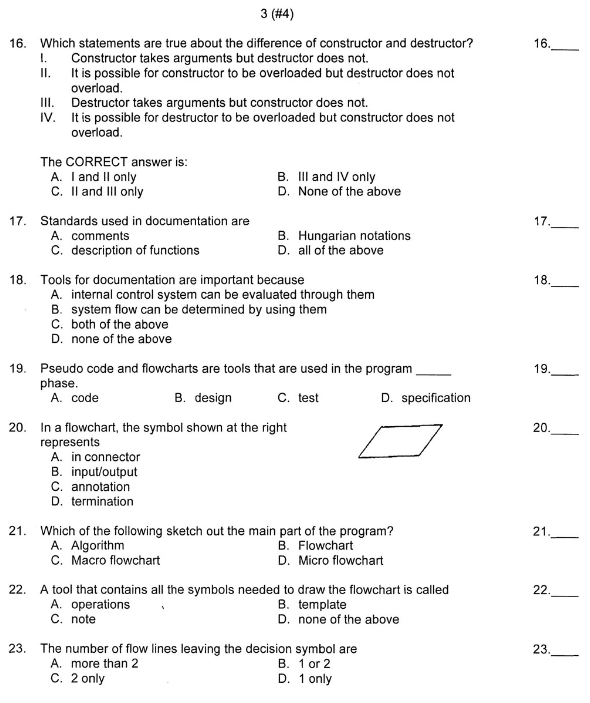 3 (#4)
16. Which statements are true about the difference of constructor and destructor? 16.____
I. Constructor takes arguments but destructor does not.
II. It is possible for constructor to be overloaded but destructor does not
overload.
III. Destructor takes arguments but constructor does not.
IV. It is possible for destructor to be overloaded but constructor does not
overload.
The CORRECT answer is:
A. I and II only B. III and IV only
C. II and III only D. None of the above
17. Standards used in documentation are 17.____
A. comments B. Hungarian notations
C. description of functions D. all of the above
18. Tools for documentation are important because 18.____
A. internal control system can be evaluated through them
B. system flow can be determined by using them
C. both of the above
D. none of the above
19. Pseudo code and flowcharts are tools that are used in the program _____ 19.____
phase.
A. code B. design C. test D. specification
20. In a flowchart, the symbol shown at the right 20.____
represents
A. in connector
B. input/output
C. annotation
D. termination
21. Which of the following sketch out the main part of the program? 21.____
A. Algorithm B. Flowchart
C. Macro flowchart D. Micro flowchart
22. A tool that contains all the symbols needed to draw the flowchart is called 22.____
A. operations B. template
C. note D. none of the above
23. The number of flow lines leaving the decision symbol are 23.____
A. more than 2 B. 1 or 2
C. 2 only D. 1 only